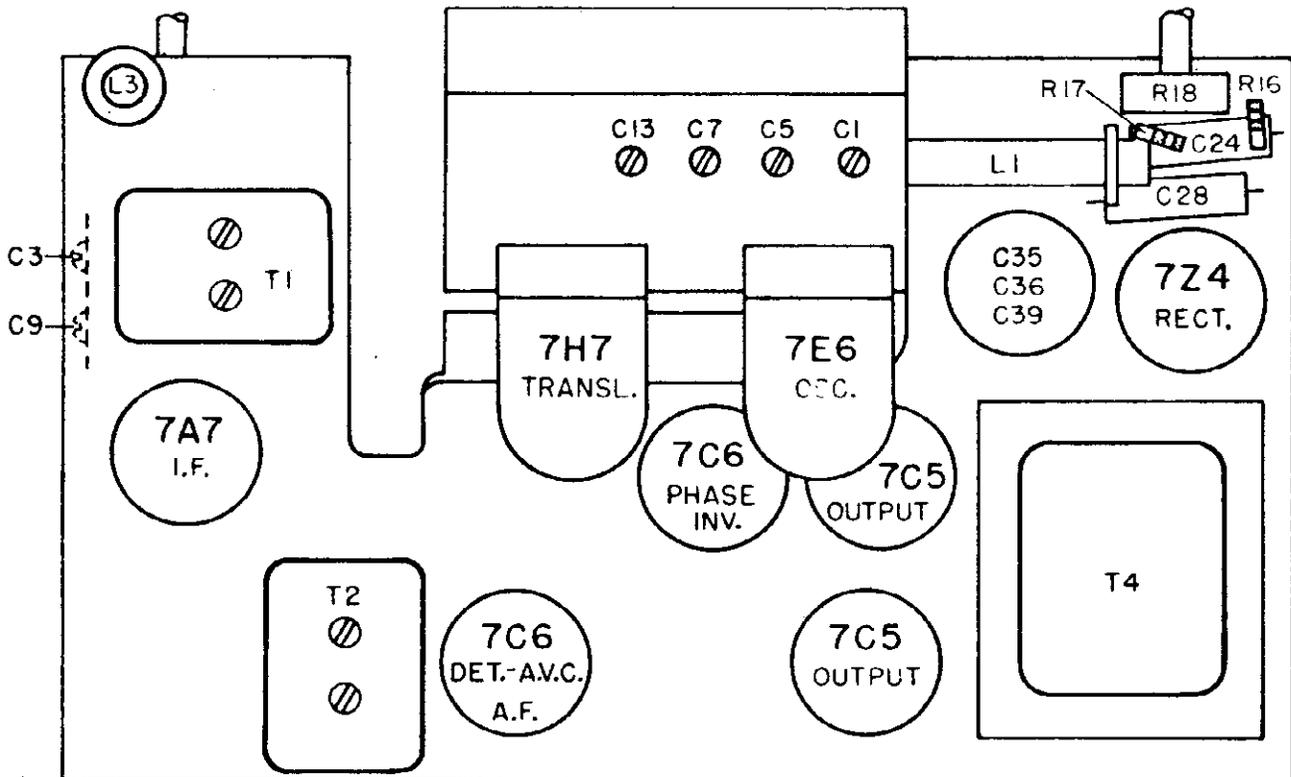 L3
R17
R18
R16
C13 C7 C5 C1
C24
L1
C28
C3
T1
C35
C36
C39
7Z4
RECT.
C9
7H7
TRANSL.
7E6
OSC.
7A7
I.F.
7C6
PHASE
INV.
7C5
OUTPUT
T4
T2
7C6
DET.-A.V.C.
A.F.
7C5
OUTPUT